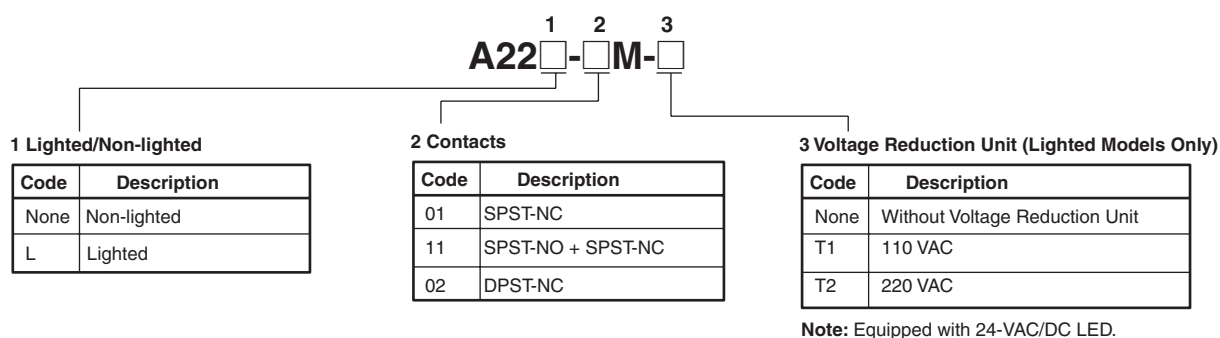 1 2 3
A22□-□M-□
1 Lighted/Non-lighted
Code Description
None Non-lighted
L Lighted
2 Contacts
Code Description
01 SPST-NC
11 SPST-NO + SPST-NC
02 DPST-NC
3 Voltage Reduction Unit (Lighted Models Only)
Code Description
None Without Voltage Reduction Unit
T1 110 VAC
T2 220 VAC
Note: Equipped with 24-VAC/DC LED.